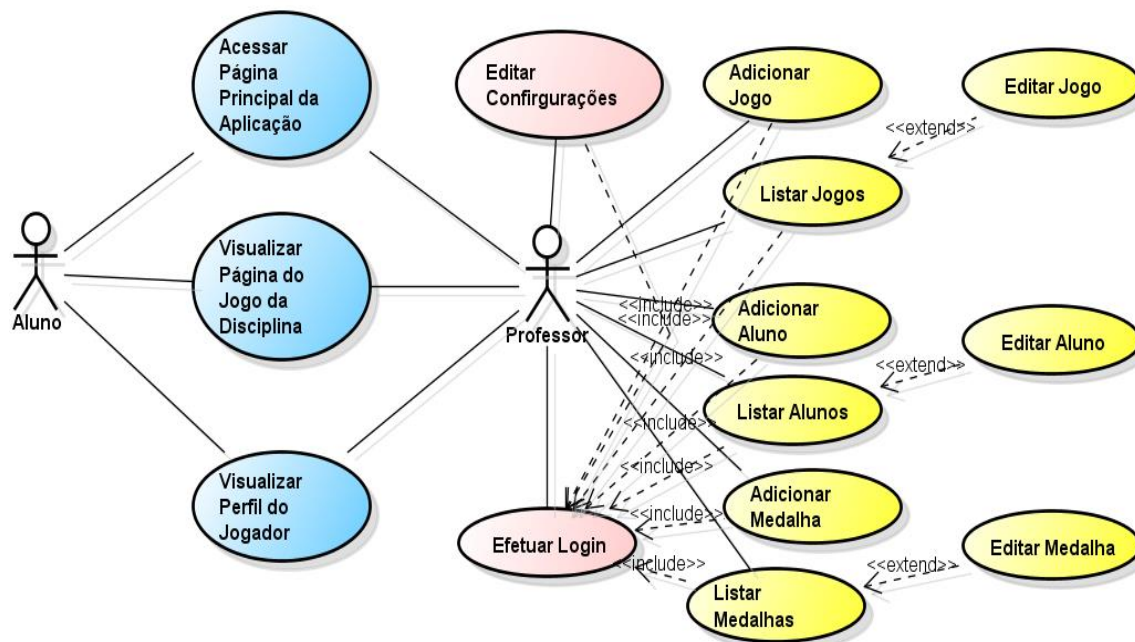 Acessar
Página
Principal da
Aplicação
Editar
Confirgurações
Adicionar
Jogo
Editar Jogo
<<extend>>
Listar Jogos
Visualizar
Página do
Jogo da
Disciplina
Aluno
Professor
<<include>>
<<include>>
Adicionar
Aluno
Editar Aluno
<<include>>
<<extend>>
Listar Alunos
<<include>>
Visualizar
Perfil do
Jogador
<<include>>
Adicionar
Medalha
<<include>>
Efetuar Login
Editar Medalha
<<include>>
<<extend>>
Listar
Medalhas